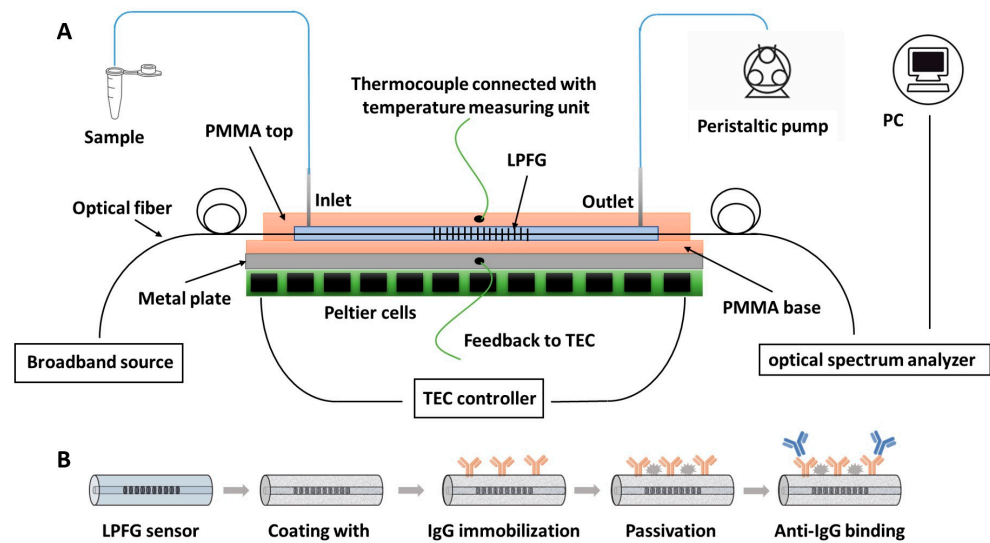 A
Thermocouple connected with
temperature measuring unit
Sample
PMMA top
LPFG
Peristaltic pump
PC
Optical fiber
Inlet
Outlet
Metal plate
Peltier cells
Feedback to TEC
PMMA base
Broadband source
optical spectrum analyzer
TEC controller
B
LPFG sensor
Coating with
IgG immobilization
Passivation
Anti-IgG binding